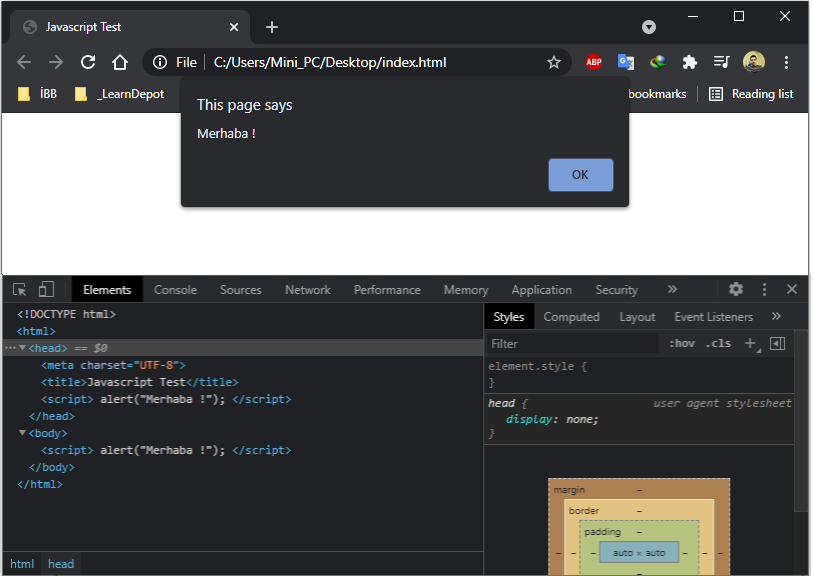 Javascript Test
File C:/Users/Mini_PC/Desktop/index.html
ABP
İBB _LearnDepot bookmarks Reading list
This page says
Merhaba !
OK
Elements Console Sources Network Performance Memory Application Security »
<!DOCTYPE html>
<html>
<head> == $0
<meta charset="UTF-8">
<title>Javascript Test</title>
<script> alert("Merhaba !"); </script>
</head>
<body>
<script> alert("Merhaba !"); </script>
</body>
</html>
html head
Styles Computed Layout Event Listeners »
Filter :hov .cls +
element.style {
}
head { user agent stylesheet
display: none;
}
margin –
border –
padding –
– – – auto × auto – – –
–